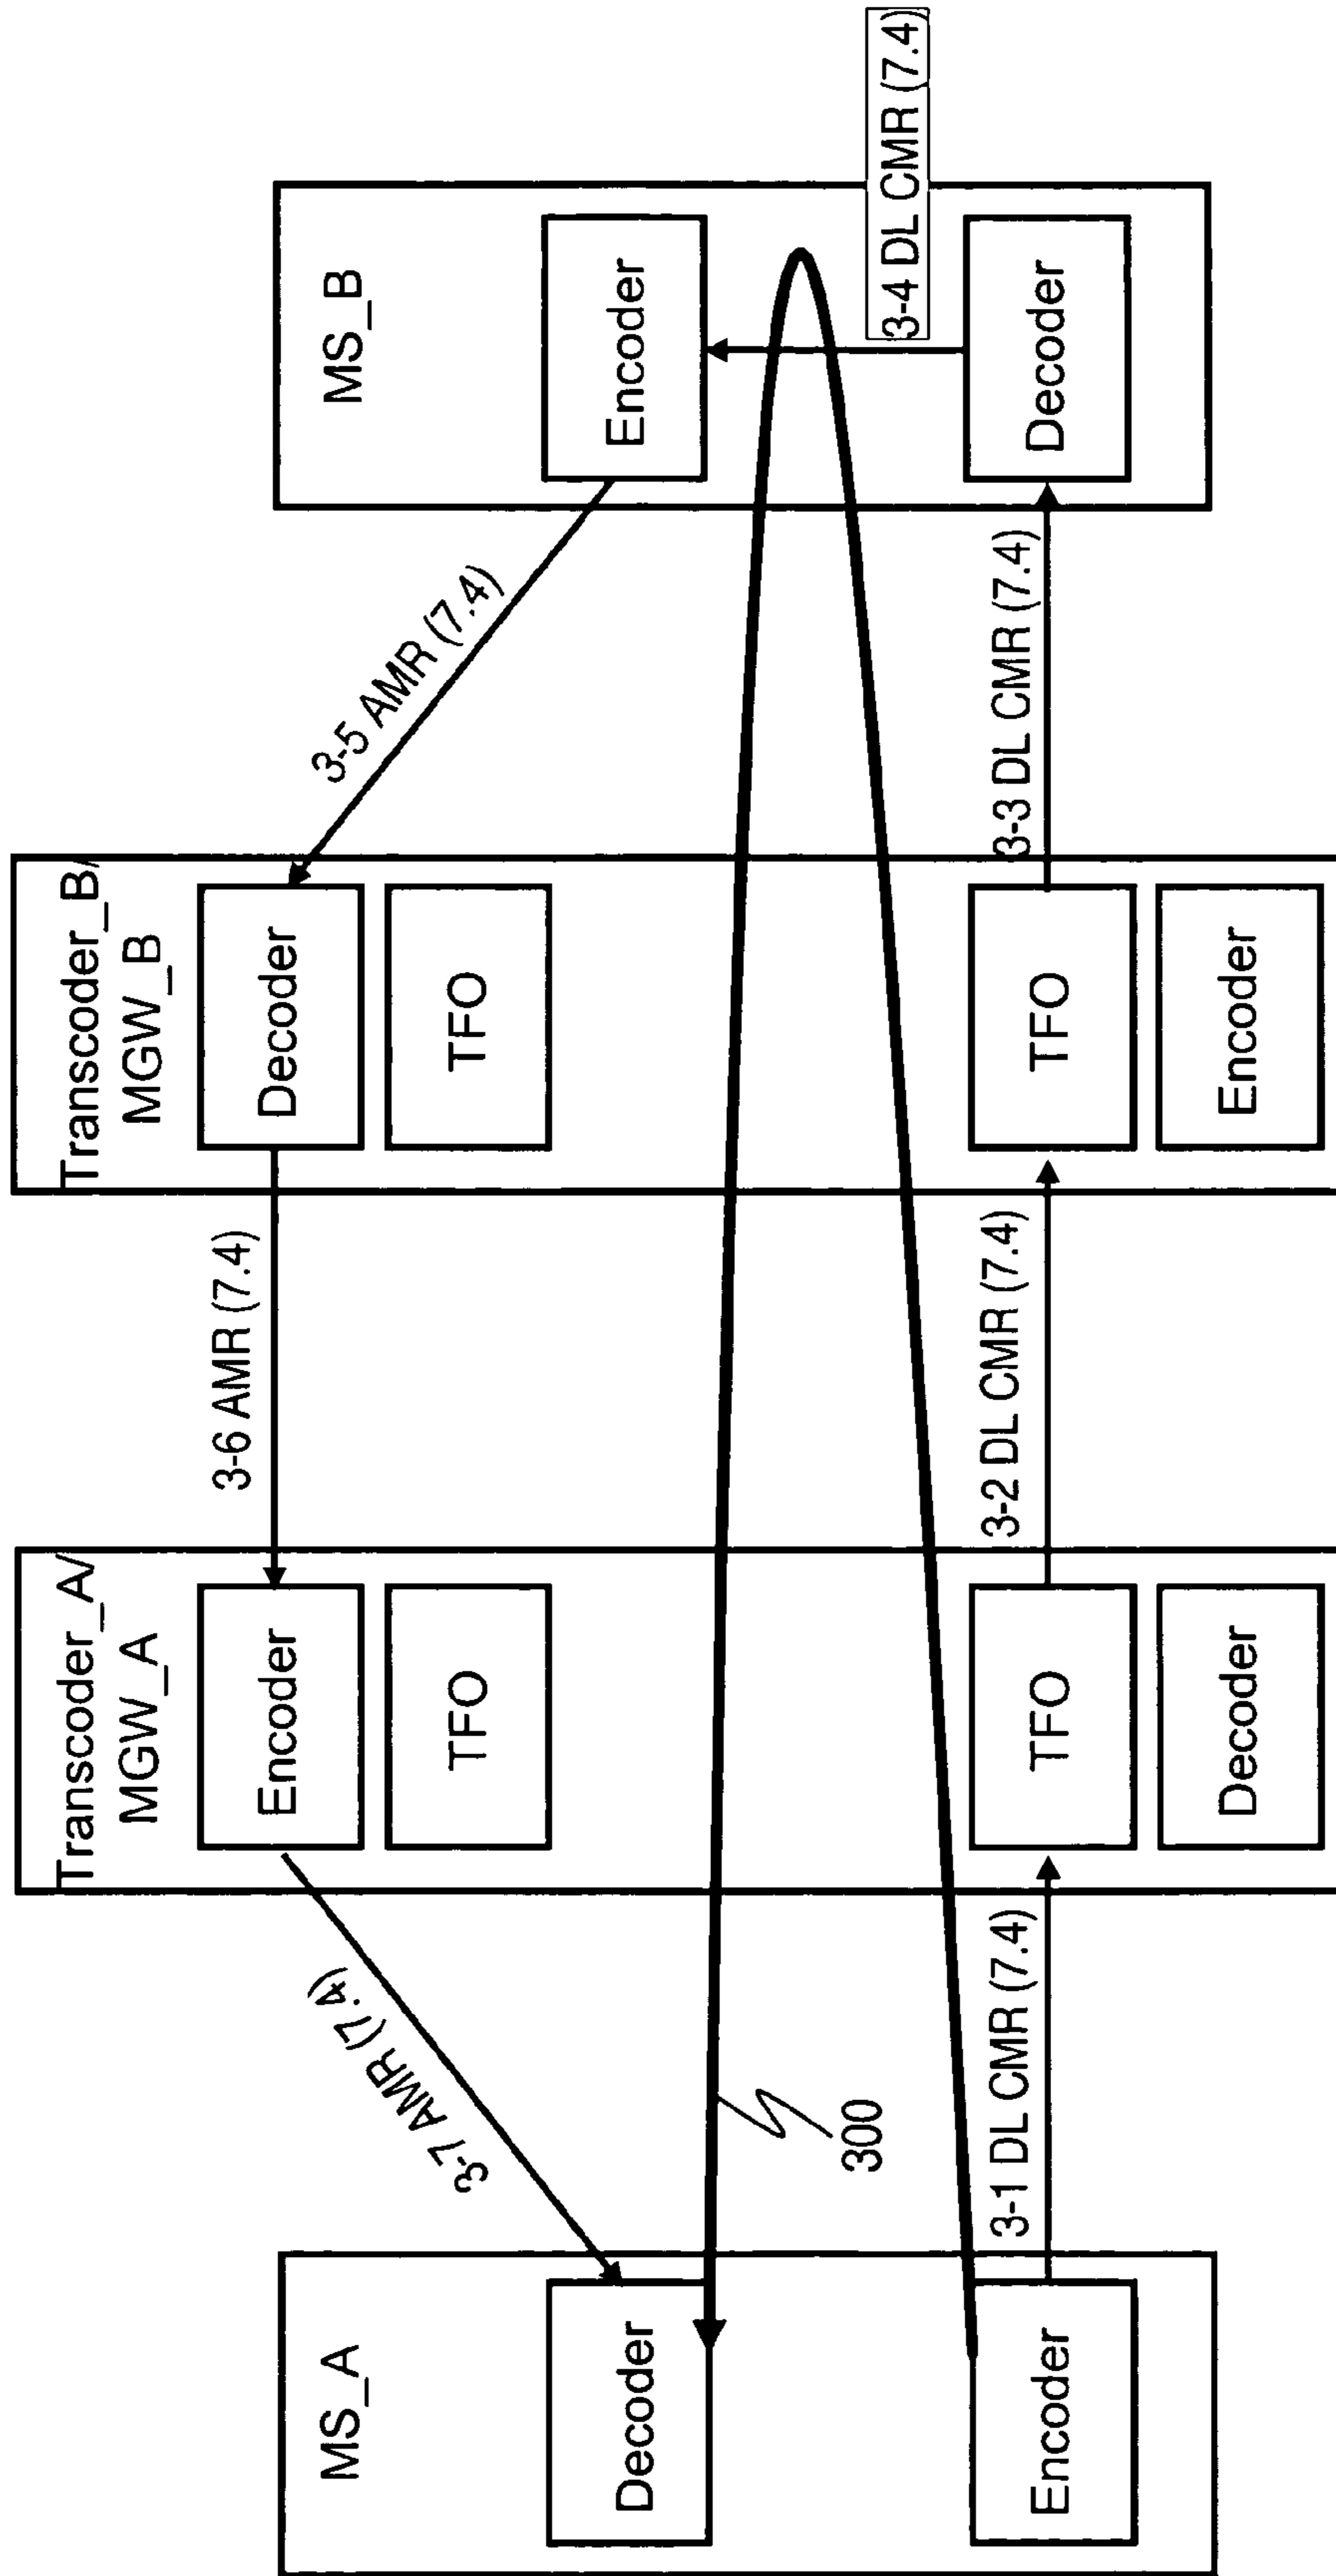 MS_A
Decoder
Encoder
3-7 AMR (7.4)
300
3-1 DL CMR (7.4)
Transcoder_A/
MGW_A
Encoder
TFO
TFO
Decoder
3-6 AMR (7.4)
3-2 DL CMR (7.4)
Transcoder_B/
MGW_B
Decoder
TFO
TFO
Encoder
3-5 AMR (7.4)
3-3 DL CMR (7.4)
MS_B
Encoder
3-4 DL CMR (7.4)
Decoder